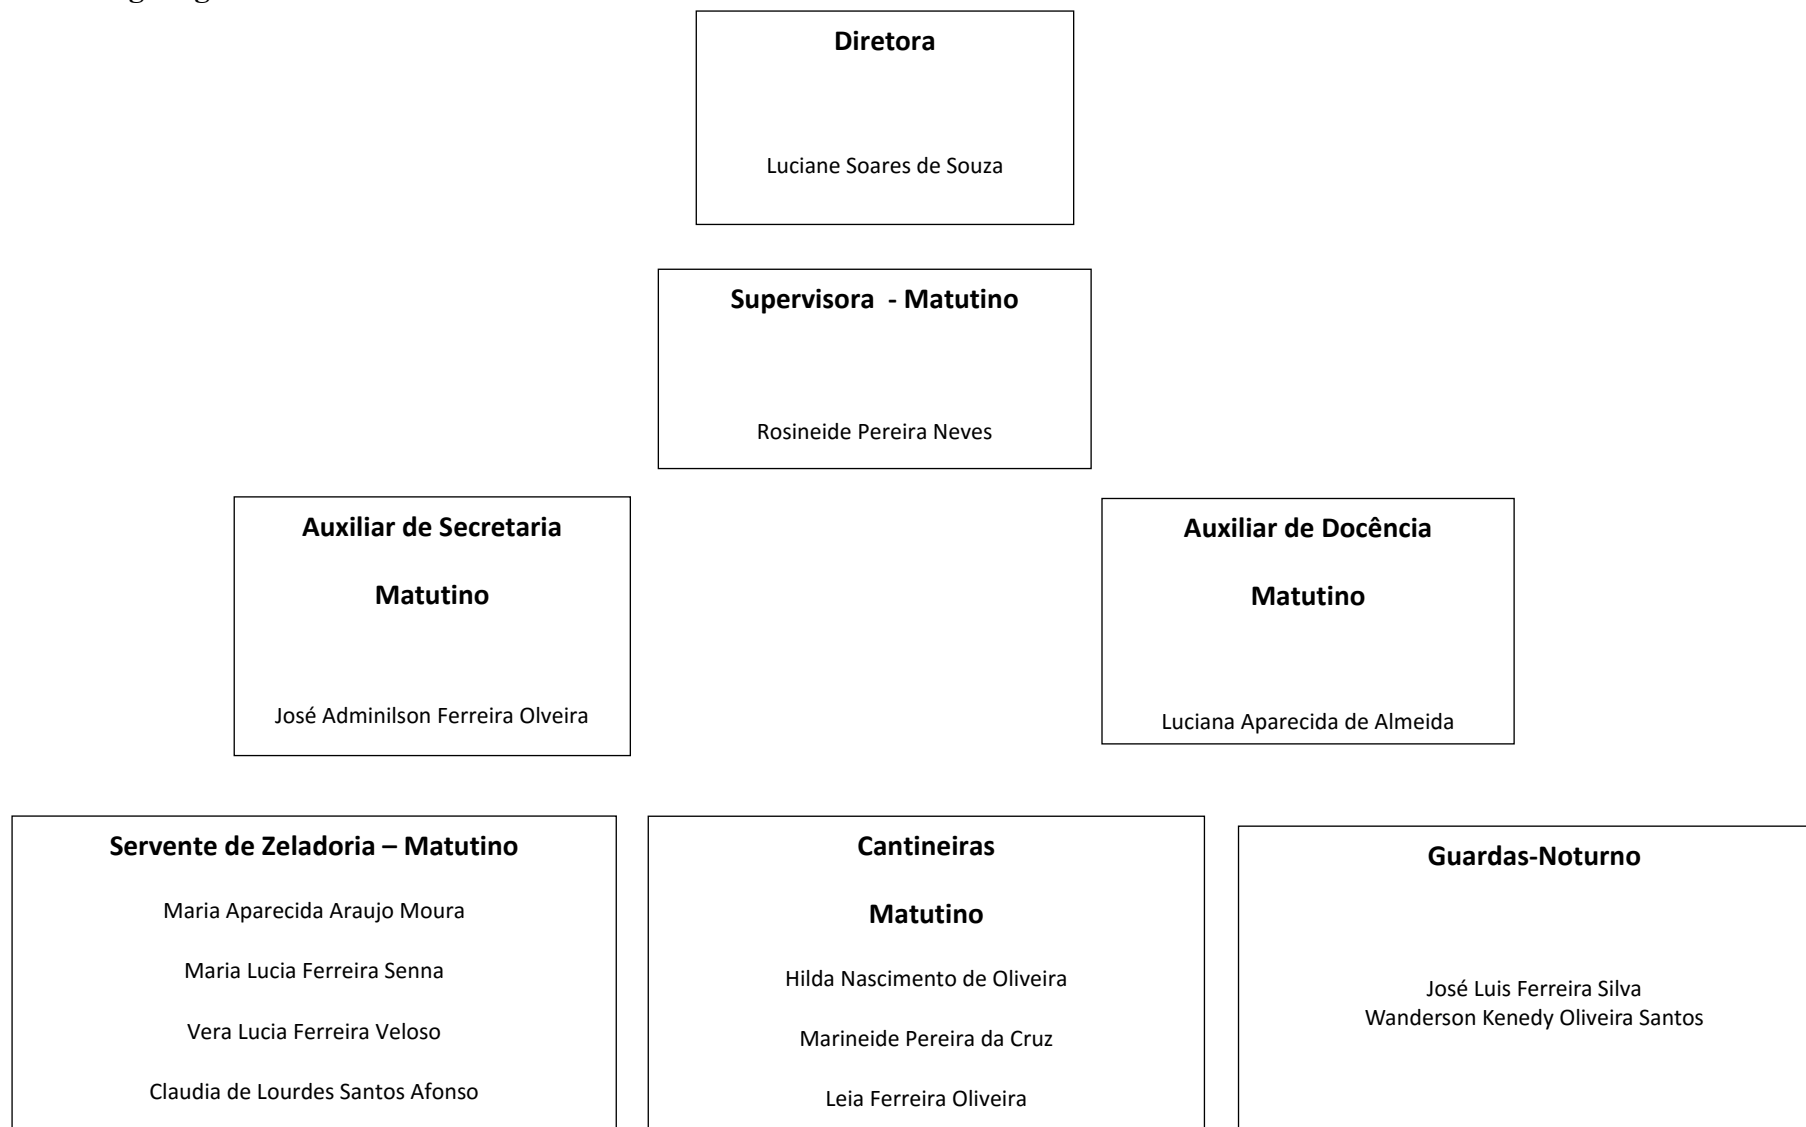 Diretora
Luciane Soares de Souza
Supervisora - Matutino
Rosineide Pereira Neves
Auxiliar de Secretaria
Matutino
José Adminilson Ferreira Olveira
Auxiliar de Docência
Matutino
Luciana Aparecida de Almeida
Servente de Zeladoria – Matutino
Maria Aparecida Araujo Moura
Maria Lucia Ferreira Senna
Vera Lucia Ferreira Veloso
Claudia de Lourdes Santos Afonso
Cantineiras
Matutino
Hilda Nascimento de Oliveira
Marineide Pereira da Cruz
Leia Ferreira Oliveira
Guardas-Noturno
José Luis Ferreira Silva
Wanderson Kenedy Oliveira Santos